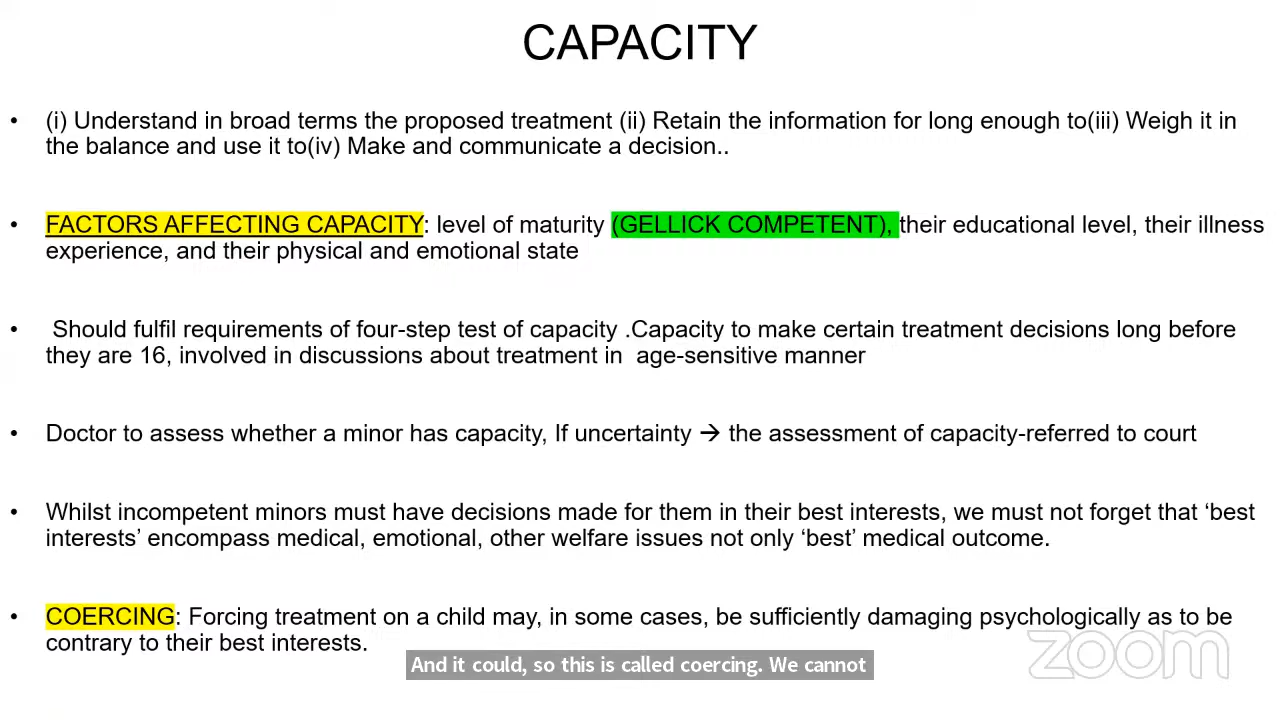 CAPACITY
• (i) Understand in broad terms the proposed treatment (ii) Retain the information for long enough to(iii) Weigh it in
the balance and use it to(iv) Make and communicate a decision..
• FACTORS AFFECTING CAPACITY: level of maturity (GELLICK COMPETENT), their educational level, their illness
experience, and their physical and emotional state
• Should fulfil requirements of four-step test of capacity .Capacity to make certain treatment decisions long before
they are 16, involved in discussions about treatment in age-sensitive manner
• Doctor to assess whether a minor has capacity, If uncertainty → the assessment of capacity-referred to court
• Whilst incompetent minors must have decisions made for them in their best interests, we must not forget that ‘best
interests’ encompass medical, emotional, other welfare issues not only ‘best’ medical outcome.
• COERCING: Forcing treatment on a child may, in some cases, be sufficiently damaging psychologically as to be
contrary to their best interests.
And it could, so this is called coercing. We cannot
zoom